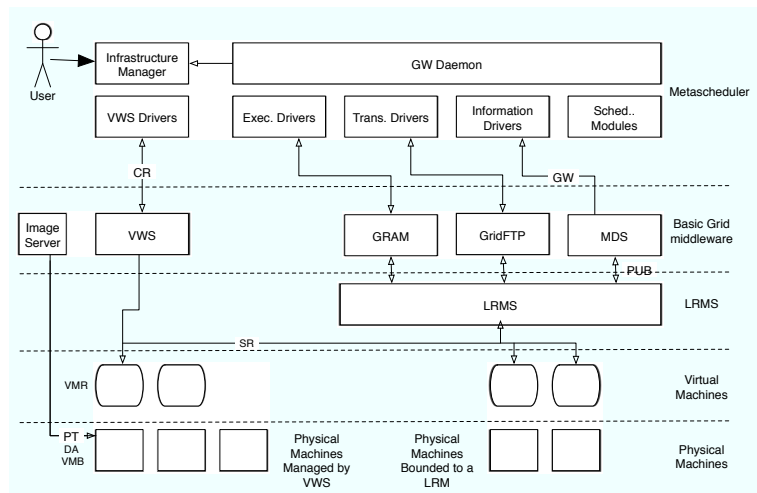 Infrastructure
Manager
GW Daemon
User
Metascheduler
VWS Drivers
Exec. Drivers
Trans. Drivers
Information
Drivers
Sched..
Modules
CR
GW
Image
Server
VWS
GRAM
GridFTP
MDS
Basic Grid
middleware
PUB
LRMS
LRMS
SR
VMR
Virtual
Machines
PT
DA
VMB
Physical
Machines
Managed by
VWS
Physical
Machines
Bounded to a
LRM
Physical
Machines